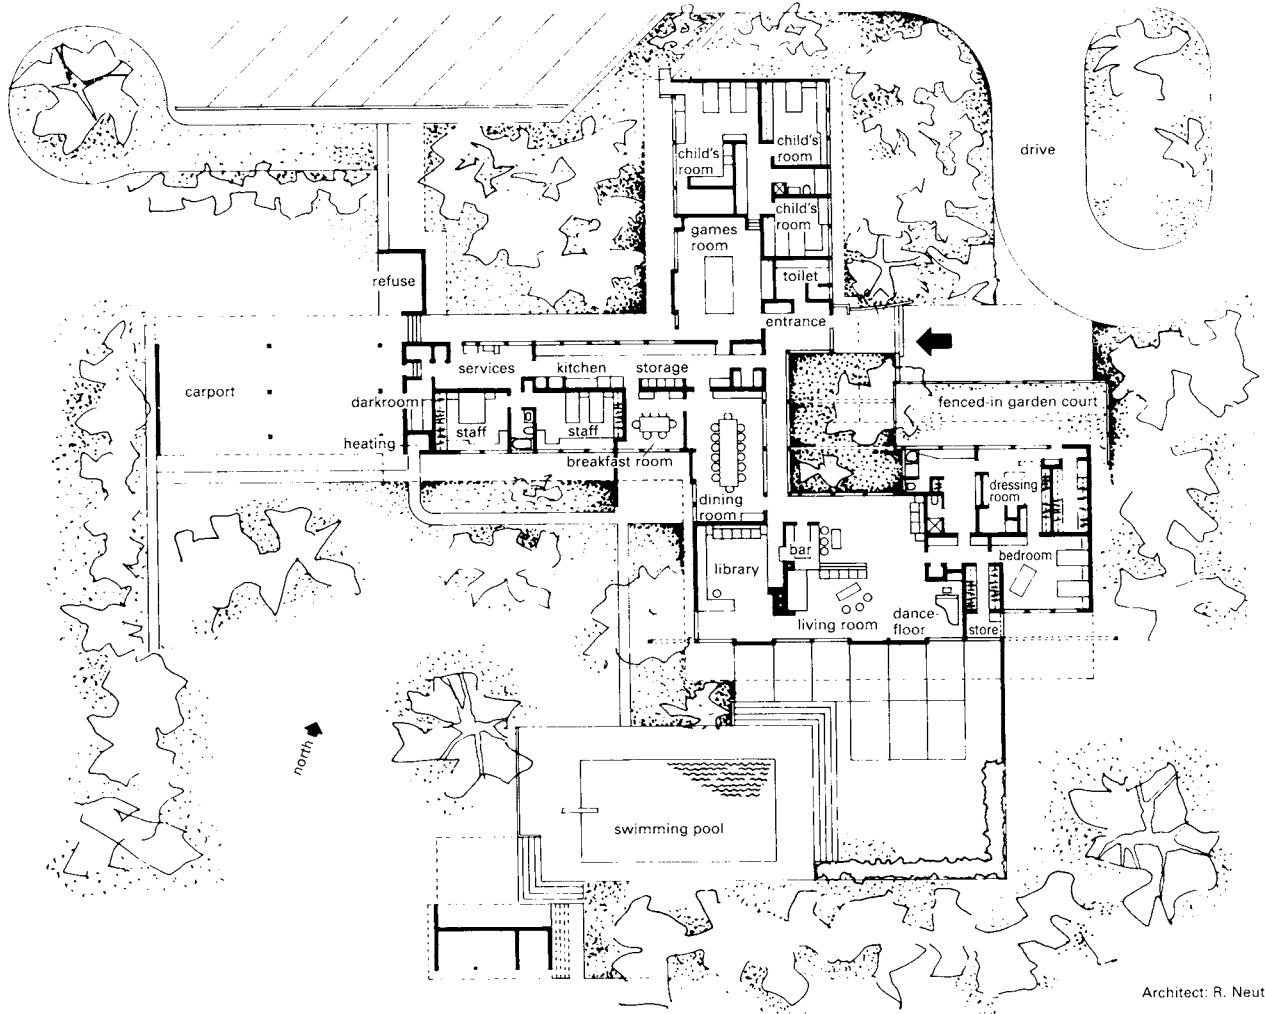 drive
child's
room
child's
room
child's
room
games
room
toilet
refuse
entrance
services
kitchen
storage
carport
darkroom
fenced-in garden court
staff
staff
heating
breakfast room
dressing
room
dining
room
bar
bedroom
library
living room
dance-
floor
store
north
swimming pool
Architect: R. Neut